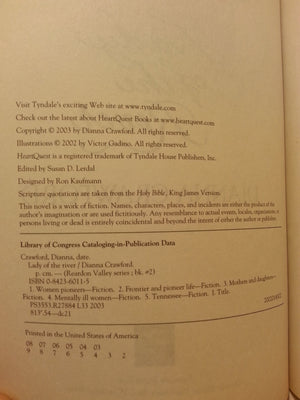 Visit Tyndale's exciting Web site at www.tyndale.com
Check out the latest about HeartQuest Books at www.heartquest.com
Copyright © 2003 by Dianna Crawford. All rights reserved.
Illustrations © 2002 by Victor Gadino. All rights reserved.
HeartQuest is a registered trademark of Tyndale House Publishers, Inc.
Edited by Susan D. Lerdal
Designed by Ron Kaufmann
Scripture quotations are taken from the Holy Bible, King James Version.
This novel is a work of fiction. Names, characters, places, and incidents are either the product of the
author's imagination or are used fictitiously. Any resemblance to actual events, locales, organizations, or
persons living or dead is entirely coincidental and beyond the intent of either the author or publisher.
Library of Congress Cataloging-in-Publication Data
Crawford, Dianna, date.
Lady of the river / Dianna Crawford.
p. cm. — (Reardon Valley series ; bk. #2)
ISBN 0-8423-6011-5
1. Women pioneers—Fiction. 2. Frontier and pioneer life—Fiction. 3. Mothers and daughters—
Fiction. 4. Mentally ill women—Fiction. 5. Tennessee—Fiction. I. Title.
PS3553.R27884 L33 2003
813'.54—dc21
Printed in the United States of America
08 07 06 05 04 03
9 8 7 6 5 4 3 2